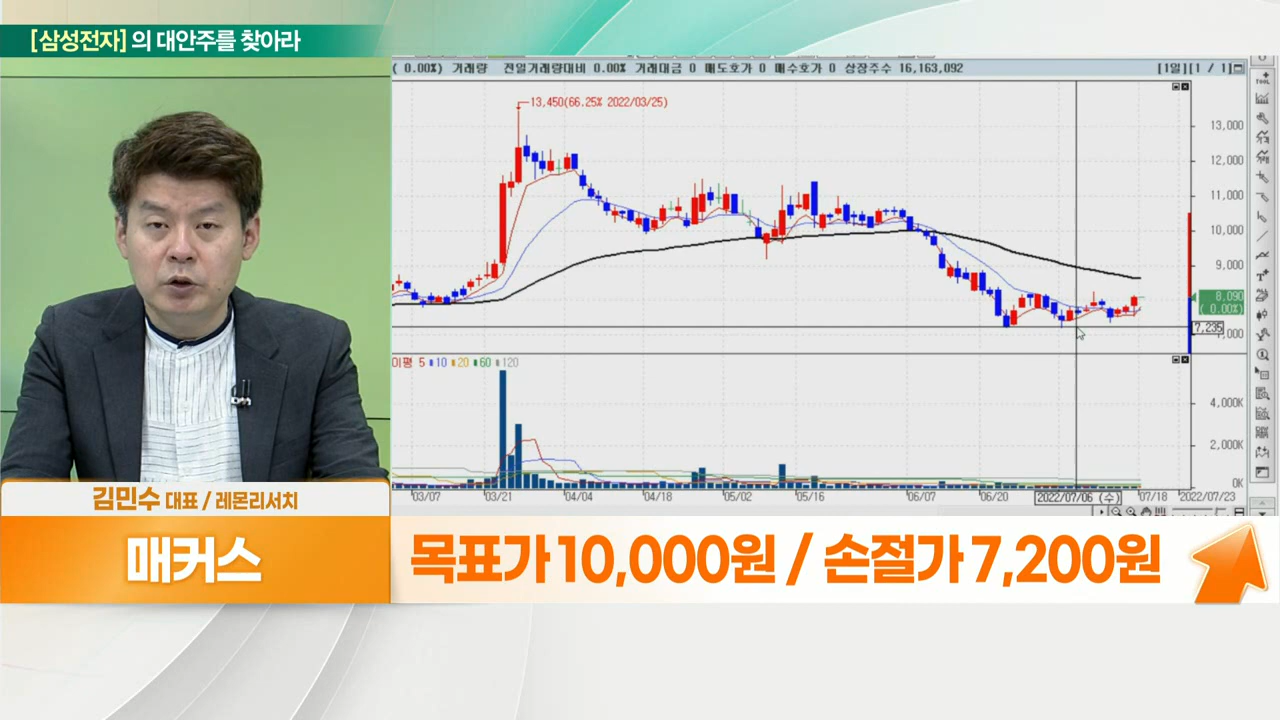 [삼성전자] 의 대안주를 찾아라
( 0.00%) 거래량 전일거래량대비 0.00% 거래대금 0 매도호가 0 매수호가 0 상장주수 16,163,092
[1일][1 / 1]
13,450(66.25% 2022/03/25)
13,000
12,000
11,000
10,000
9,000
8,090
( 0.00%)
7,235
이평 5 10 20 60 120
4,000K
2,000K
0K
03/07 03/21 04/04 04/18 05/02 05/16 06/07 06/20 2022/07/06 (수) 07/18 2022/07/23
김민수 대표 / 레몬리서치
매커스
목표가 10,000원 / 손절가 7,200원